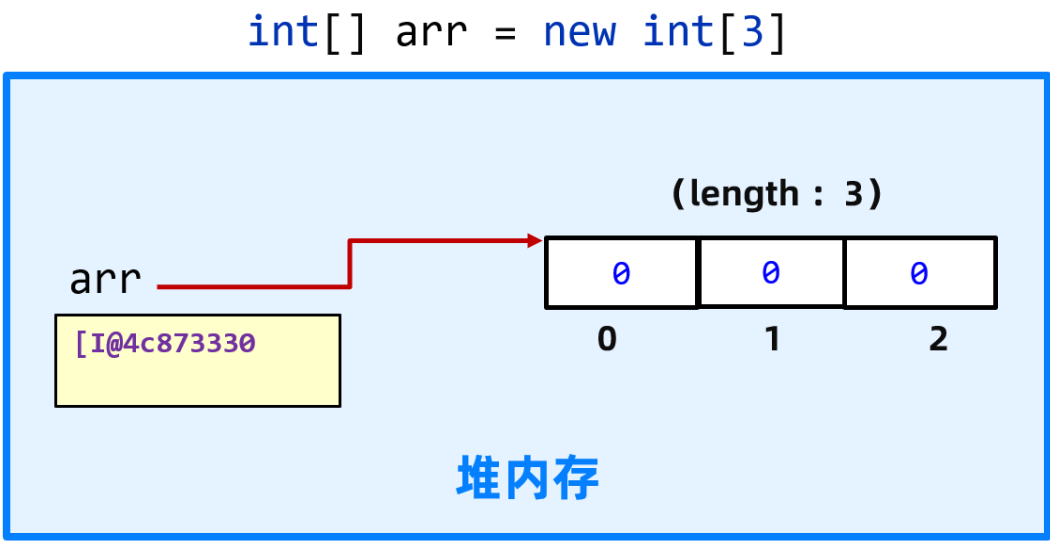 int[] arr = new int[3]
(length : 3)
arr
0 0 0
[I@4c873330
0 1 2
堆内存